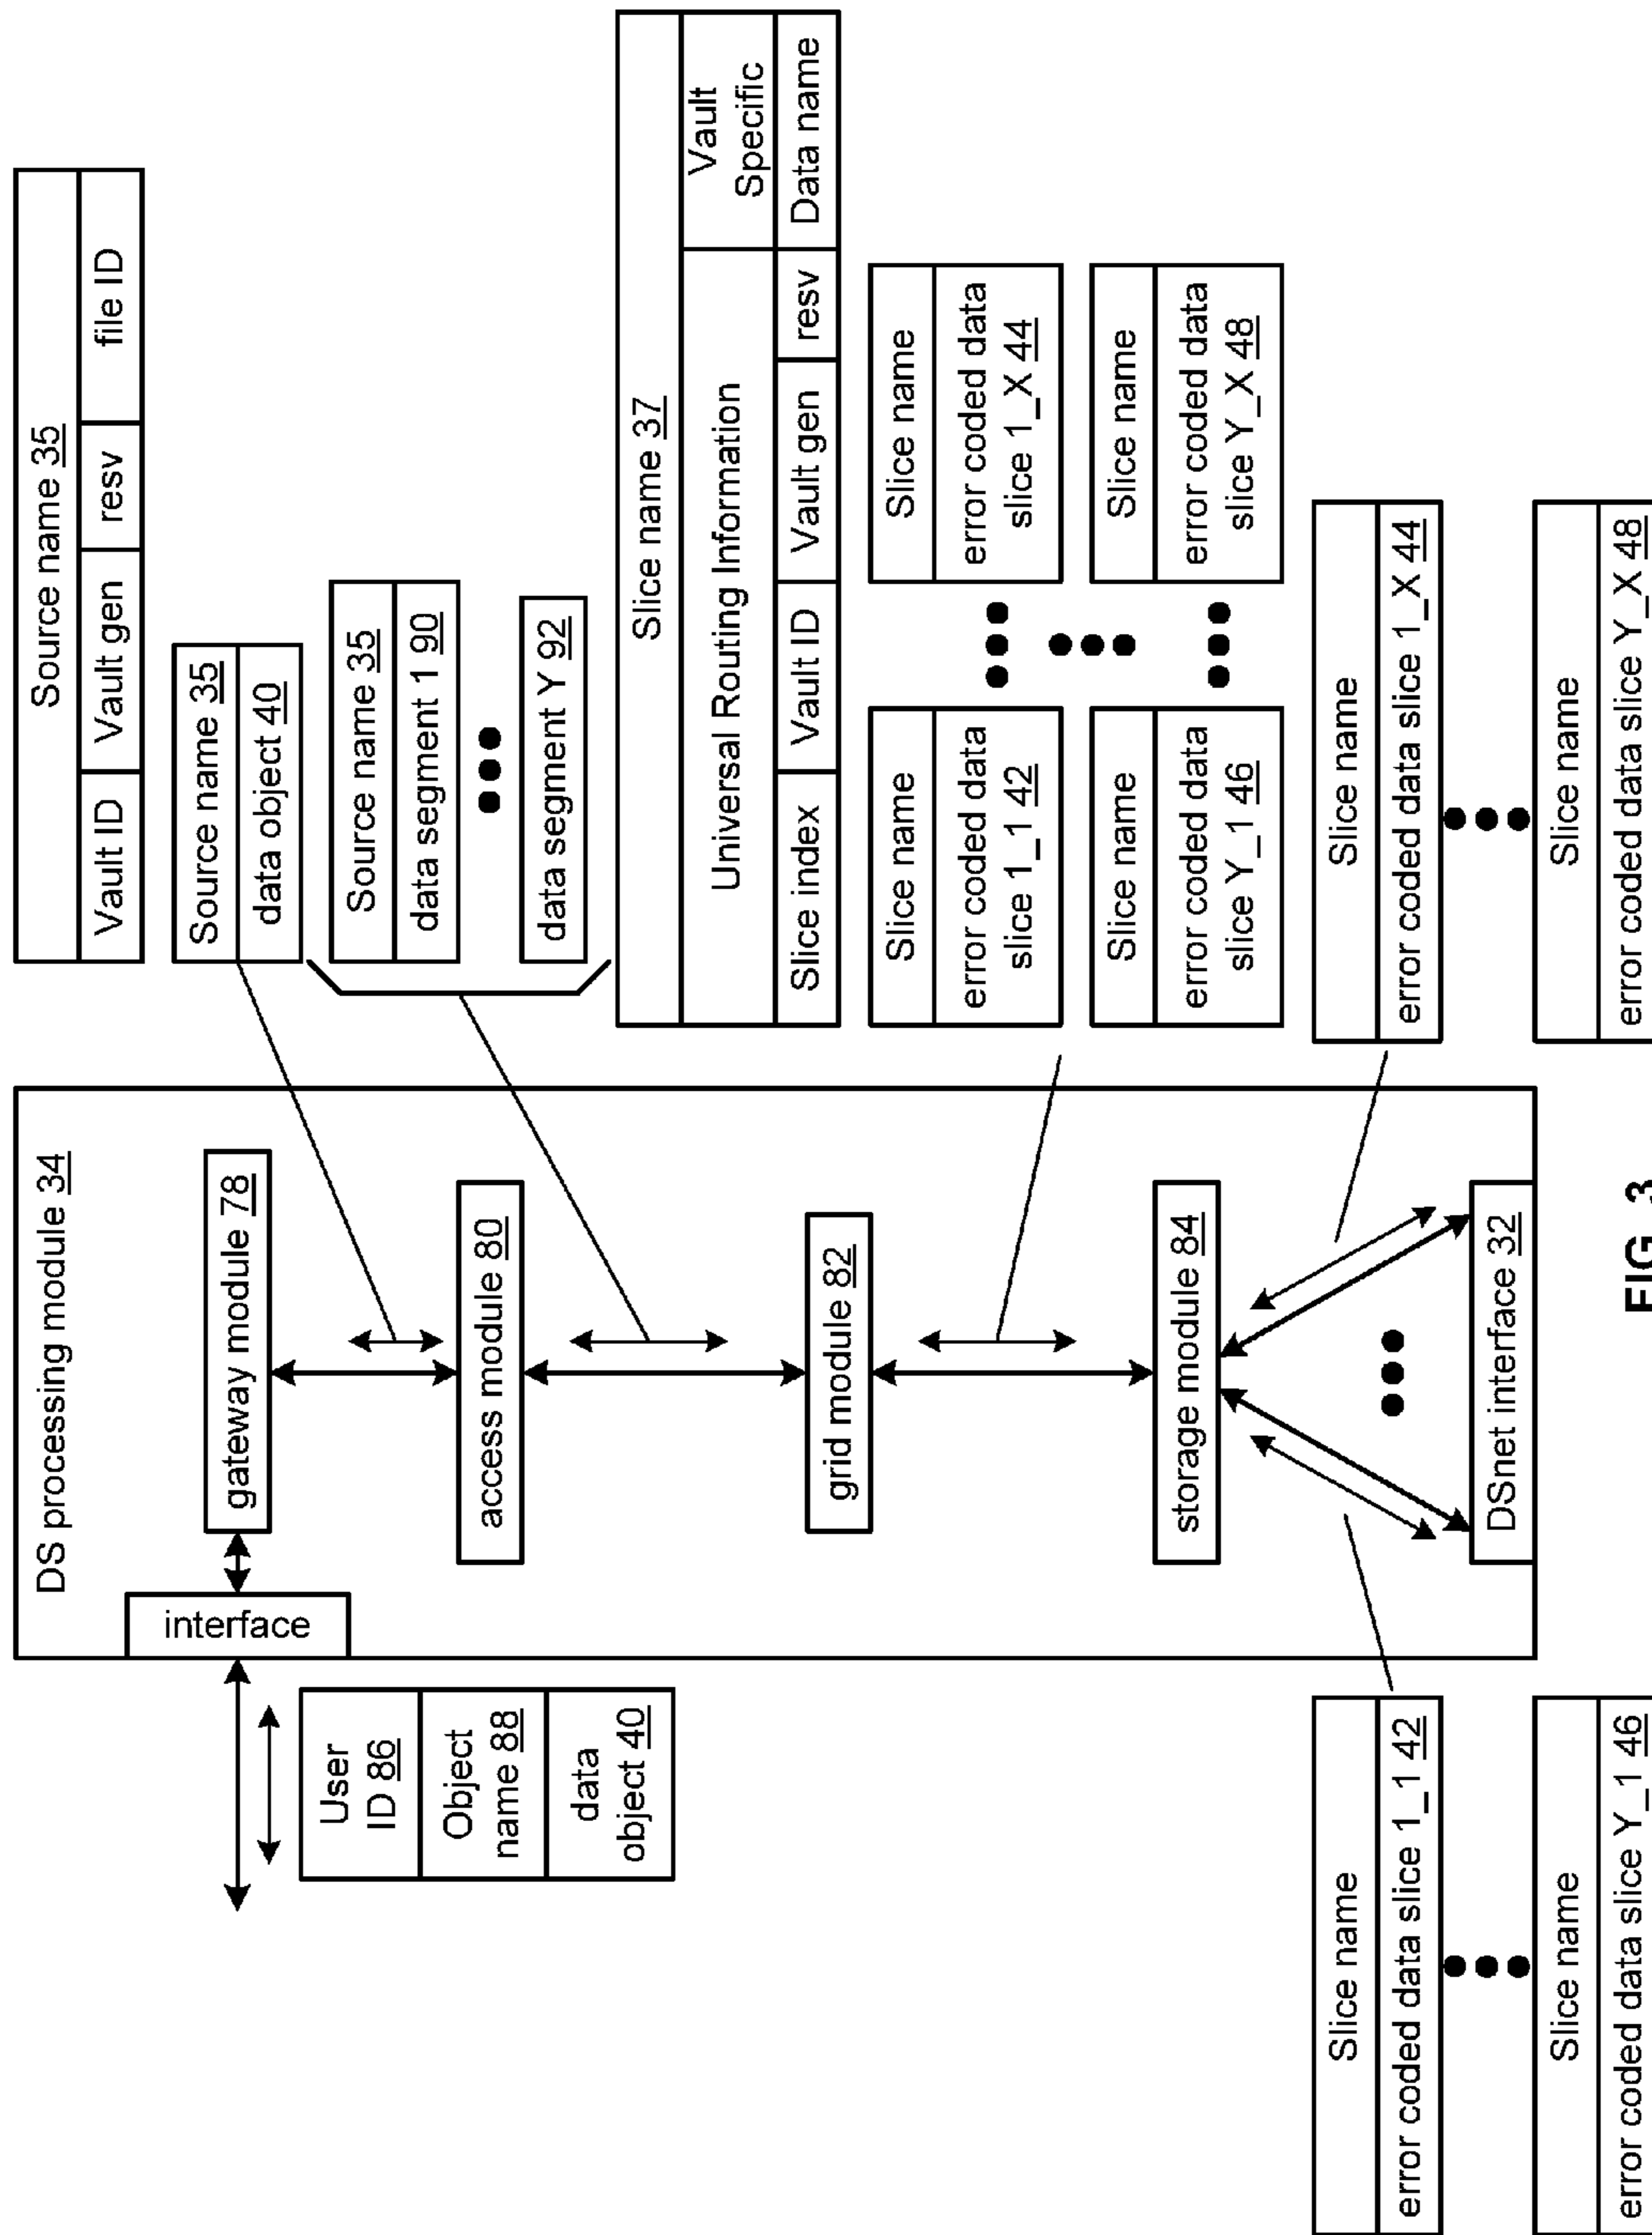 DS processing module 34
interface
gateway module 78
access module 80
grid module 82
storage module 84
DSnet interface 32
User
ID 86
Object
name 88
data
object 40
Source name 35
Vault ID
Vault gen
resv
file ID
Source name 35
data object 40
Source name 35
data segment 1 90
data segment Y 92
Slice name 37
Universal Routing Information
Vault
Specific
Slice index
Vault ID
Vault gen
resv
Data name
Slice name
error coded data
slice 1_1 42
Slice name
error coded data
slice 1_X 44
Slice name
error coded data
slice Y_1 46
Slice name
error coded data
slice Y_X 48
Slice name
error coded data slice 1_1 42
Slice name
error coded data slice Y_1 46
Slice name
error coded data slice 1_X 44
Slice name
error coded data slice Y_X 48
FIG. 3